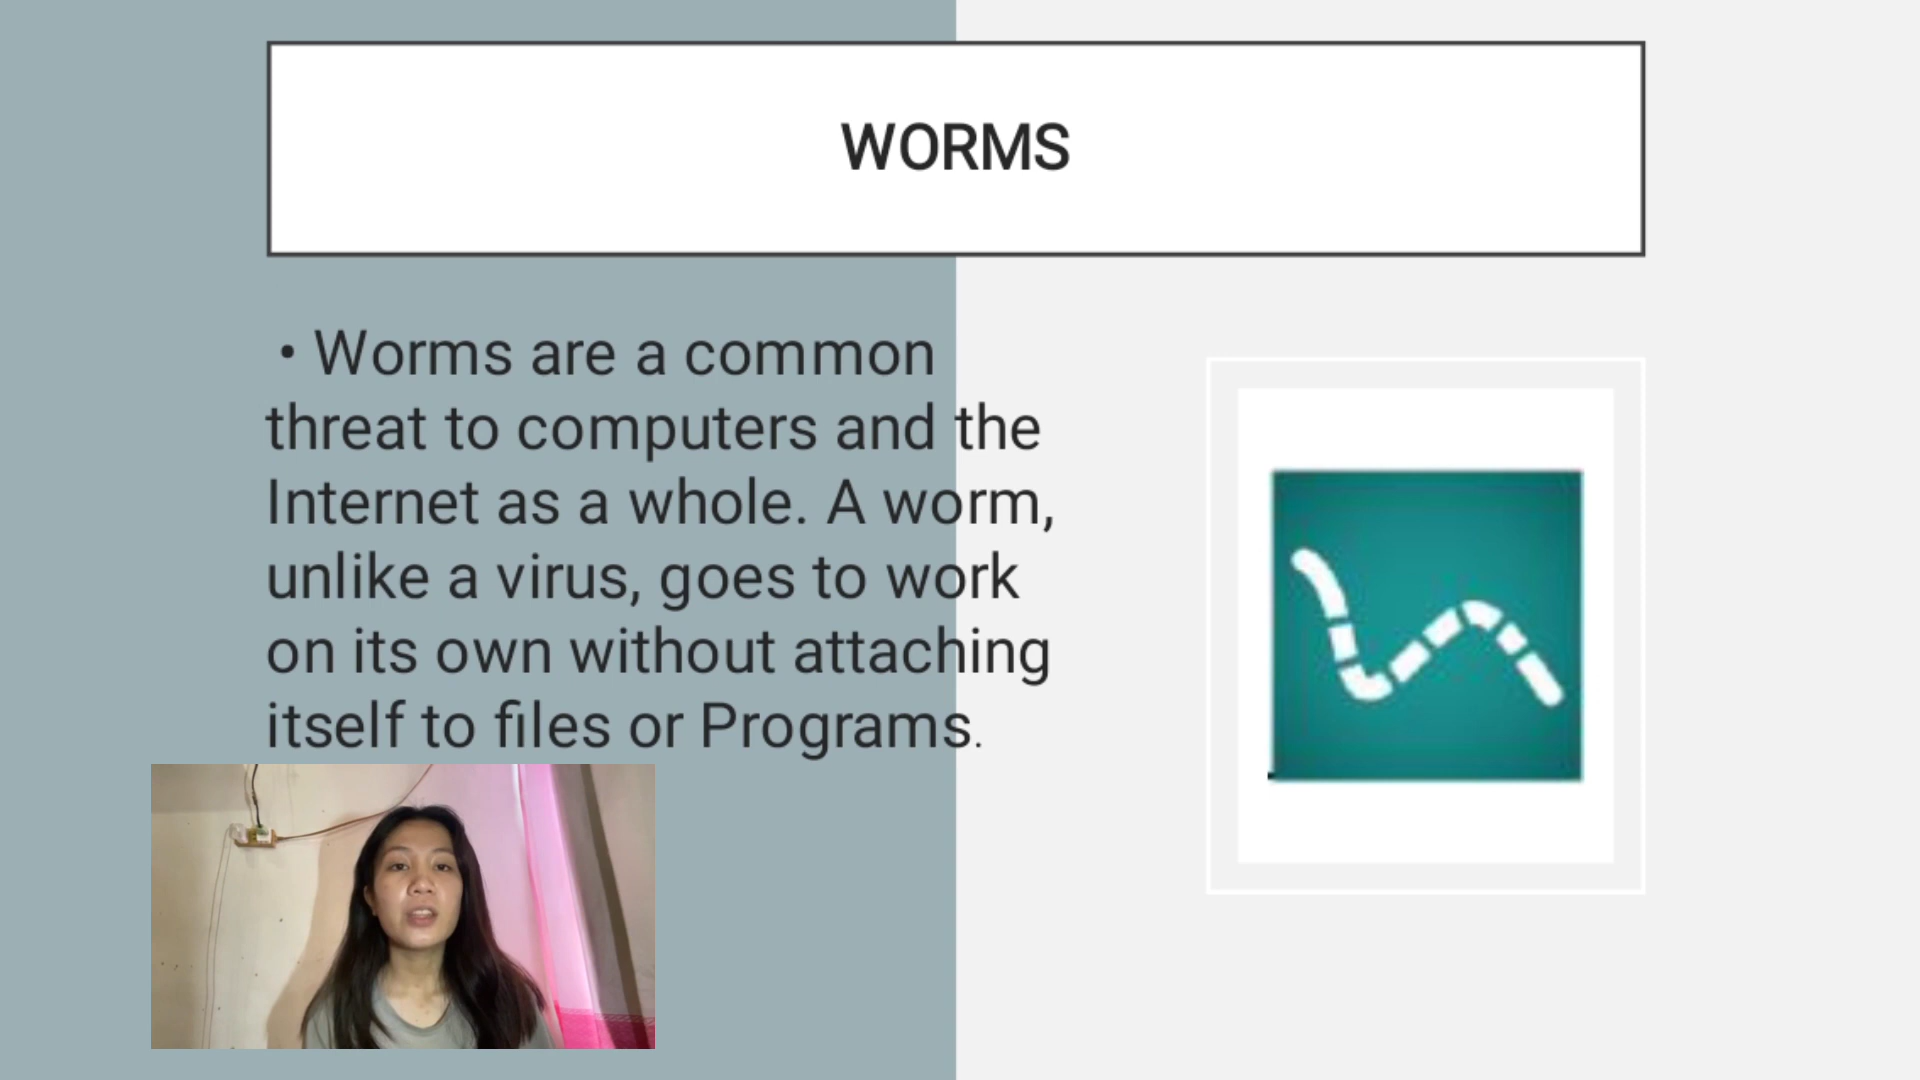 WORMS
• Worms are a common
threat to computers and the
Internet as a whole. A worm,
unlike a virus, goes to work
on its own without attaching
itself to files or Programs.